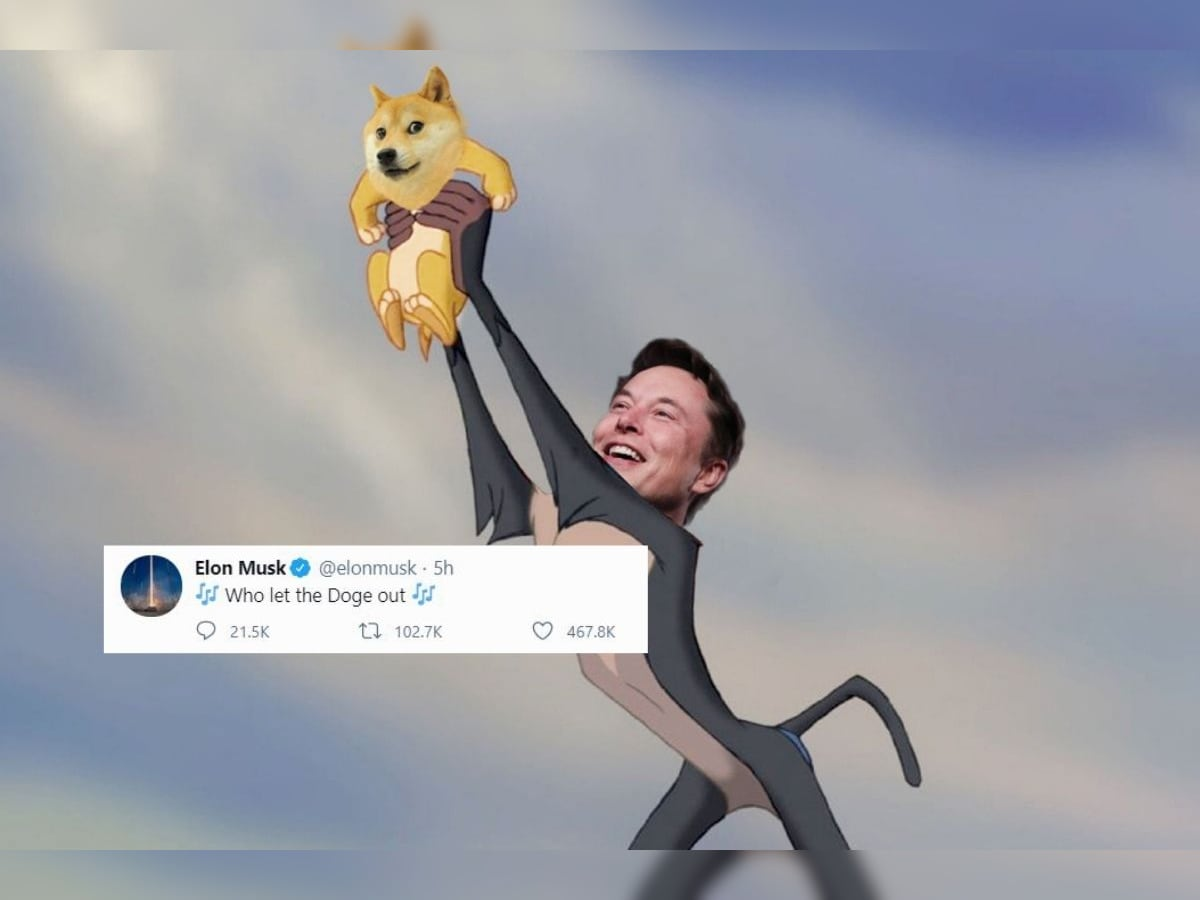 Elon Musk @elonmusk · 5h
🎶 Who let the Doge out 🎶
21.5K 102.7K 467.8K